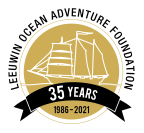 LEEUWIN OCEAN ADVENTURE FOUNDATION
35 YEARS
1986-2021